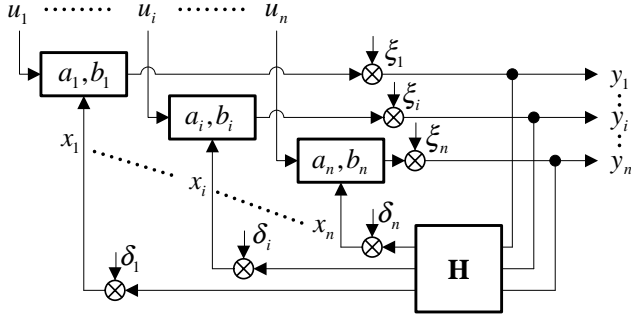 u₁ ········ uᵢ ········ uₙ
ξ₁
a₁,b₁ y₁
ξᵢ
aᵢ,bᵢ yᵢ
ξₙ
x₁ aₙ,bₙ yₙ
xᵢ
xₙ δₙ
δᵢ H
δ₁